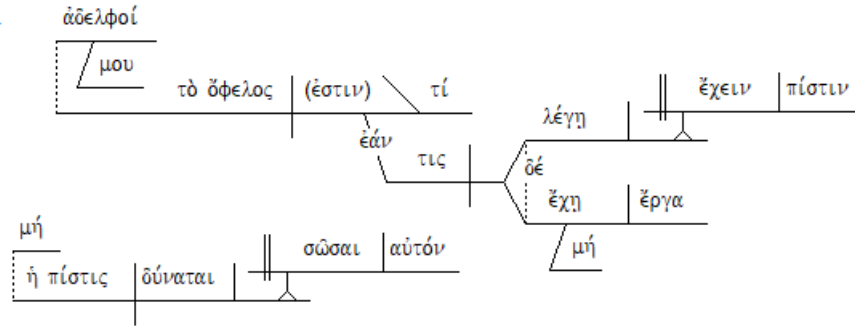 ἀδελφοί
μου
τὸ ὄφελος (ἐστιν) τί
ἐάν
τις
λέγῃ
ἔχειν πίστιν
δέ
ἔχῃ ἔργα
μή
μή
ἡ πίστις δύναται
σῶσαι αὐτόν